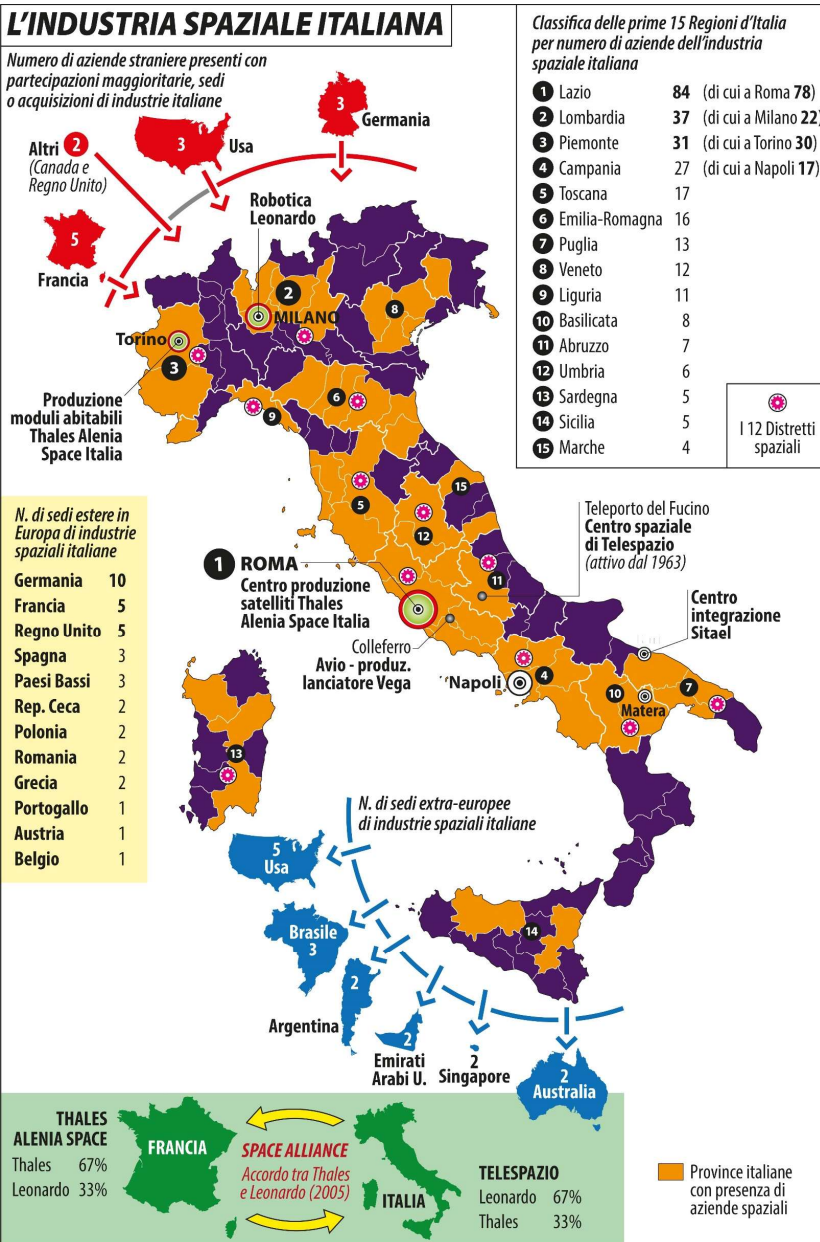 L'INDUSTRIA SPAZIALE ITALIANA
Numero di aziende straniere presenti con
partecipazioni maggioritarie, sedi
o acquisizioni di industrie italiane
3
Germania
3
Usa
Altri 2
(Canada e
Regno Unito)
5
Francia
Classifica delle prime 15 Regioni d'Italia
per numero di aziende dell'industria
spaziale italiana
1 Lazio 84 (di cui a Roma 78)
2 Lombardia 37 (di cui a Milano 22)
3 Piemonte 31 (di cui a Torino 30)
4 Campania 27 (di cui a Napoli 17)
5 Toscana 17
6 Emilia-Romagna 16
7 Puglia 13
8 Veneto 12
9 Liguria 11
10 Basilicata 8
11 Abruzzo 7
12 Umbria 6
13 Sardegna 5
14 Sicilia 5
15 Marche 4
I 12 Distretti
spaziali
Robotica
Leonardo
2
MILANO
8
Torino
3
Produzione
moduli abitabili
Thales Alenia
Space Italia
6
9
15
5
12
Teleporto del Fucino
Centro spaziale
di Telespazio
(attivo dal 1963)
1 ROMA
Centro produzione
satelliti Thales
Alenia Space Italia
11
Centro
integrazione
Sitael
Colleferro
Avio - produz.
lanciatore Vega
Napoli
4
10
7
Matera
13
14
N. di sedi estere in
Europa di industrie
spaziali italiane
Germania 10
Francia 5
Regno Unito 5
Spagna 3
Paesi Bassi 3
Rep. Ceca 2
Polonia 2
Romania 2
Grecia 2
Portogallo 1
Austria 1
Belgio 1
N. di sedi extra-europee
di industrie spaziali italiane
5
Usa
Brasile
3
2
Argentina
2
Emirati
Arabi U.
2
Singapore
2
Australia
THALES
ALENIA SPACE
Thales 67%
Leonardo 33%
FRANCIA
SPACE ALLIANCE
Accordo tra Thales
e Leonardo (2005)
ITALIA
TELESPAZIO
Leonardo 67%
Thales 33%
Province italiane
con presenza di
aziende spaziali